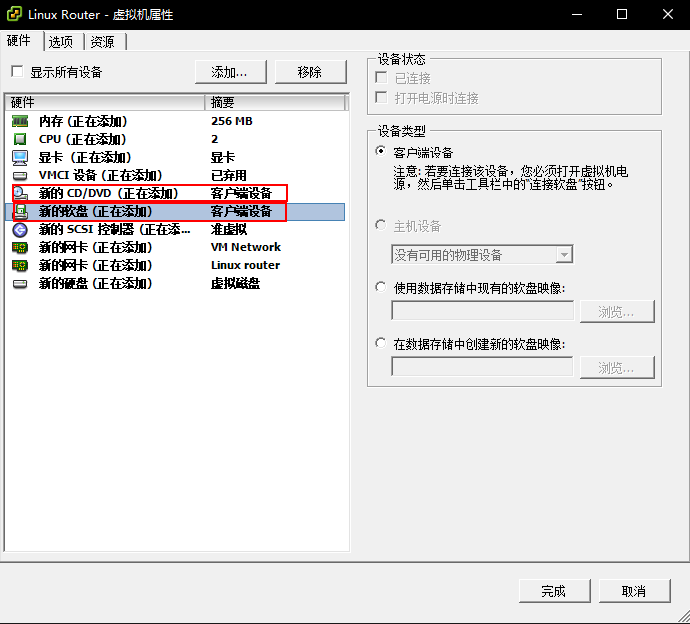 Linux Router - 虚拟机属性
硬件 选项 资源
显示所有设备
添加... 移除
硬件 摘要
内存 (正在添加) 256 MB
CPU (正在添加) 2
显卡 (正在添加) 显卡
VMCI 设备 (正在添加) 已弃用
新的 CD/DVD (正在添加) 客户端设备
新的软盘 (正在添加) 客户端设备
新的 SCSI 控制器 (正在添... 准虚拟
新的网卡 (正在添加) VM Network
新的网卡 (正在添加) Linux router
新的硬盘 (正在添加) 虚拟磁盘
设备状态
已连接
打开电源时连接
设备类型
客户端设备
注意: 若要连接该设备，您必须打开虚拟机电
源，然后单击工具栏中的"连接软盘"按钮。
主机设备
没有可用的物理设备
使用数据存储中现有的软盘映像:
浏览...
在数据存储中创建新的软盘映像:
浏览...
完成 取消